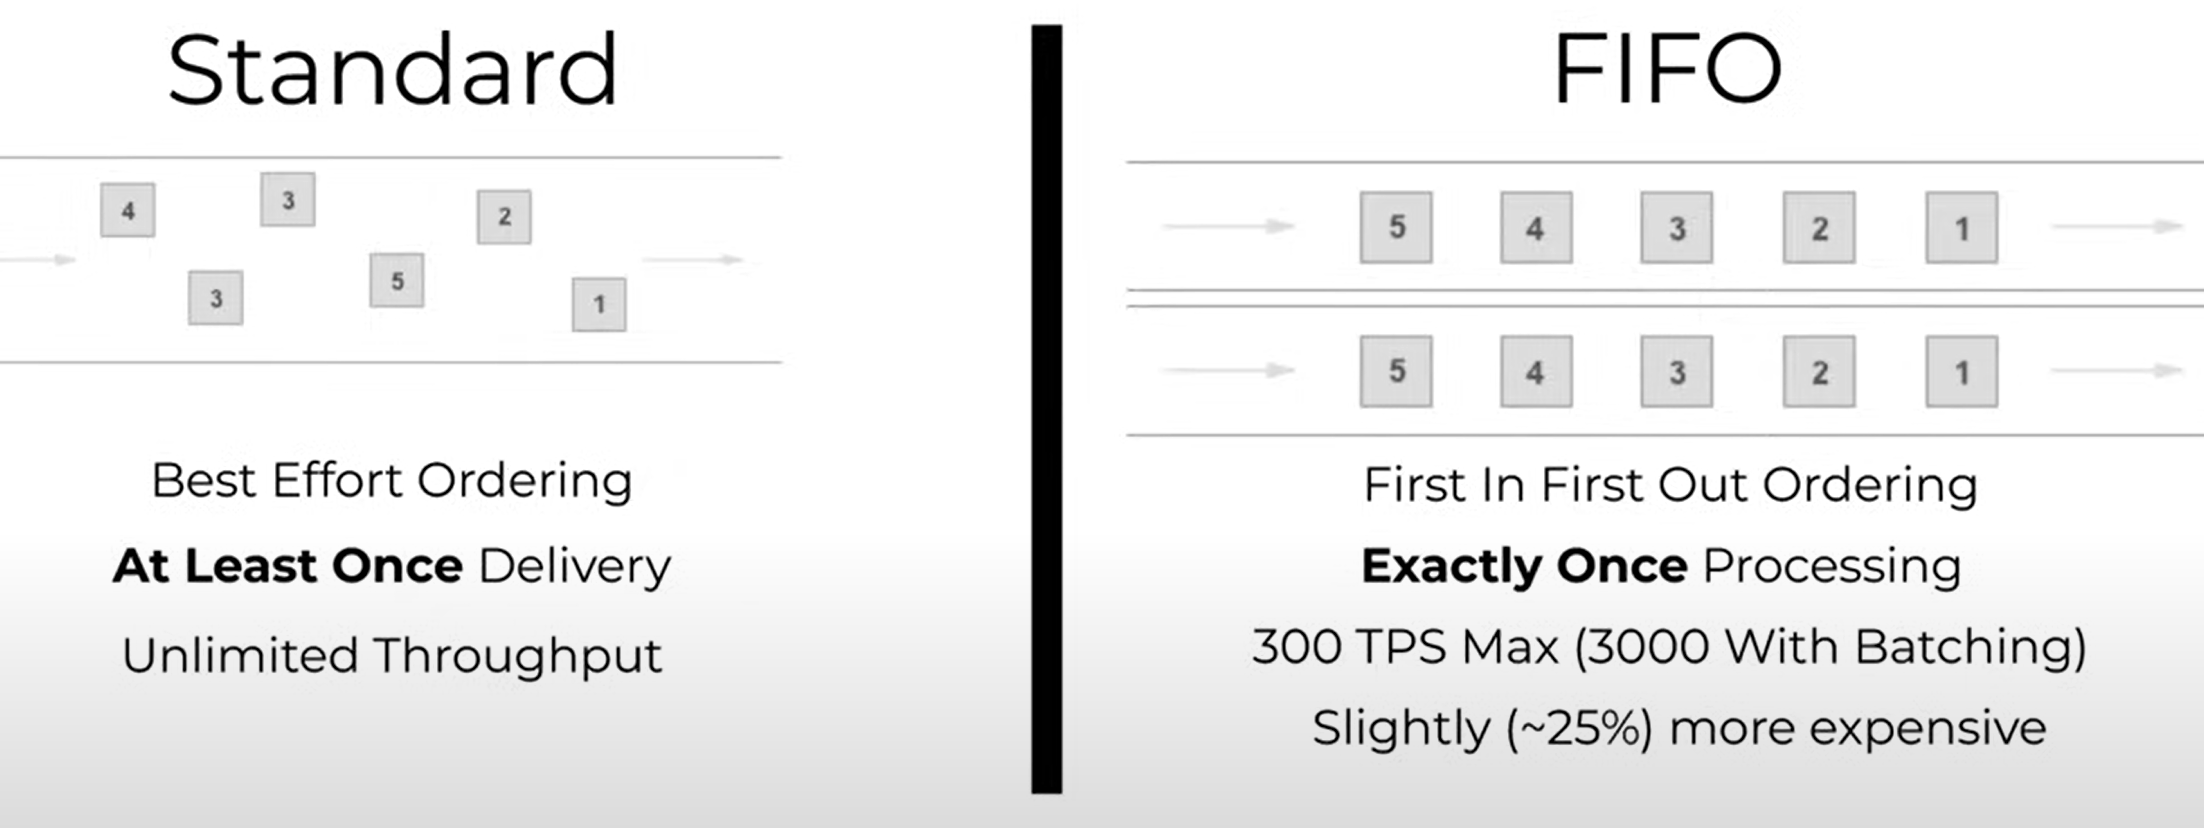 Standard
4
3
2
3
5
1
Best Effort Ordering
At Least Once Delivery
Unlimited Throughput
FIFO
5 4 3 2 1
5 4 3 2 1
First In First Out Ordering
Exactly Once Processing
300 TPS Max (3000 With Batching)
Slightly (~25%) more expensive